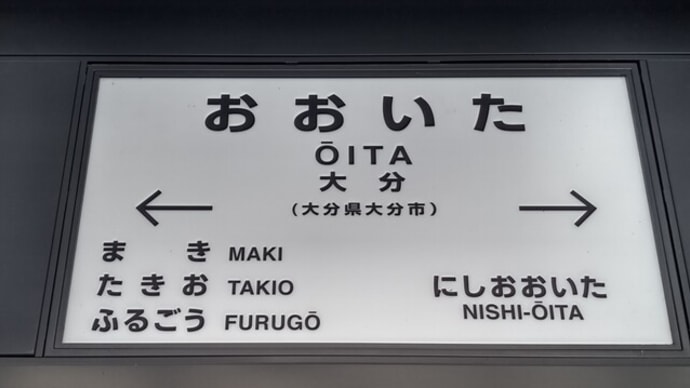 おおいた
ŌITA
大分
(大分県大分市)
← →
まき MAKI
たきお TAKIO
ふるごう FURUGŌ
にしおおいた
NISHI-ŌITA